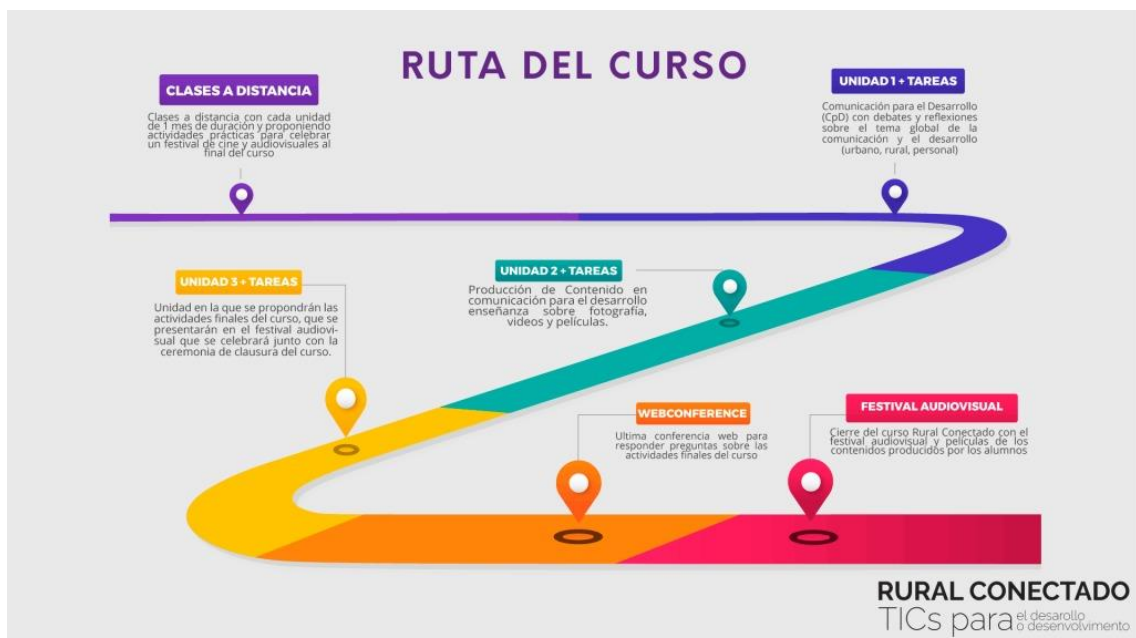 RUTA DEL CURSO
CLASES A DISTANCIA
Clases a distancia con cada unidad
de 1 mes de duración y proponiendo
actividades prácticas para celebrar
un festival de cine y audiovisuales al
final del curso
UNIDAD 1 + TAREAS
Comunicación para el Desarrollo
(CpD) con debates y reflexiones
sobre el tema global de la
comunicación y el desarrollo
(urbano, rural, personal)
UNIDAD 2 + TAREAS
Producción de Contenido en
comunicación para el desarrollo
enseñanza sobre fotografía,
videos y películas.
UNIDAD 3 + TAREAS
Unidad en la que se propondrán las
actividades finales del curso, que se
presentarán en el festival audiovi-
sual que se celebrará junto con la
ceremonia de clausura del curso.
WEBCONFERENCE
Ultima conferencia web para
responder preguntas sobre las
actividades finales del curso
FESTIVAL AUDIOVISUAL
Cierre del curso Rural Conectado con el
festival audiovisual y películas de los
contenidos producidos por los alumnos
RURAL CONECTADO
TICs para
el desarollo
o desenvolvimento